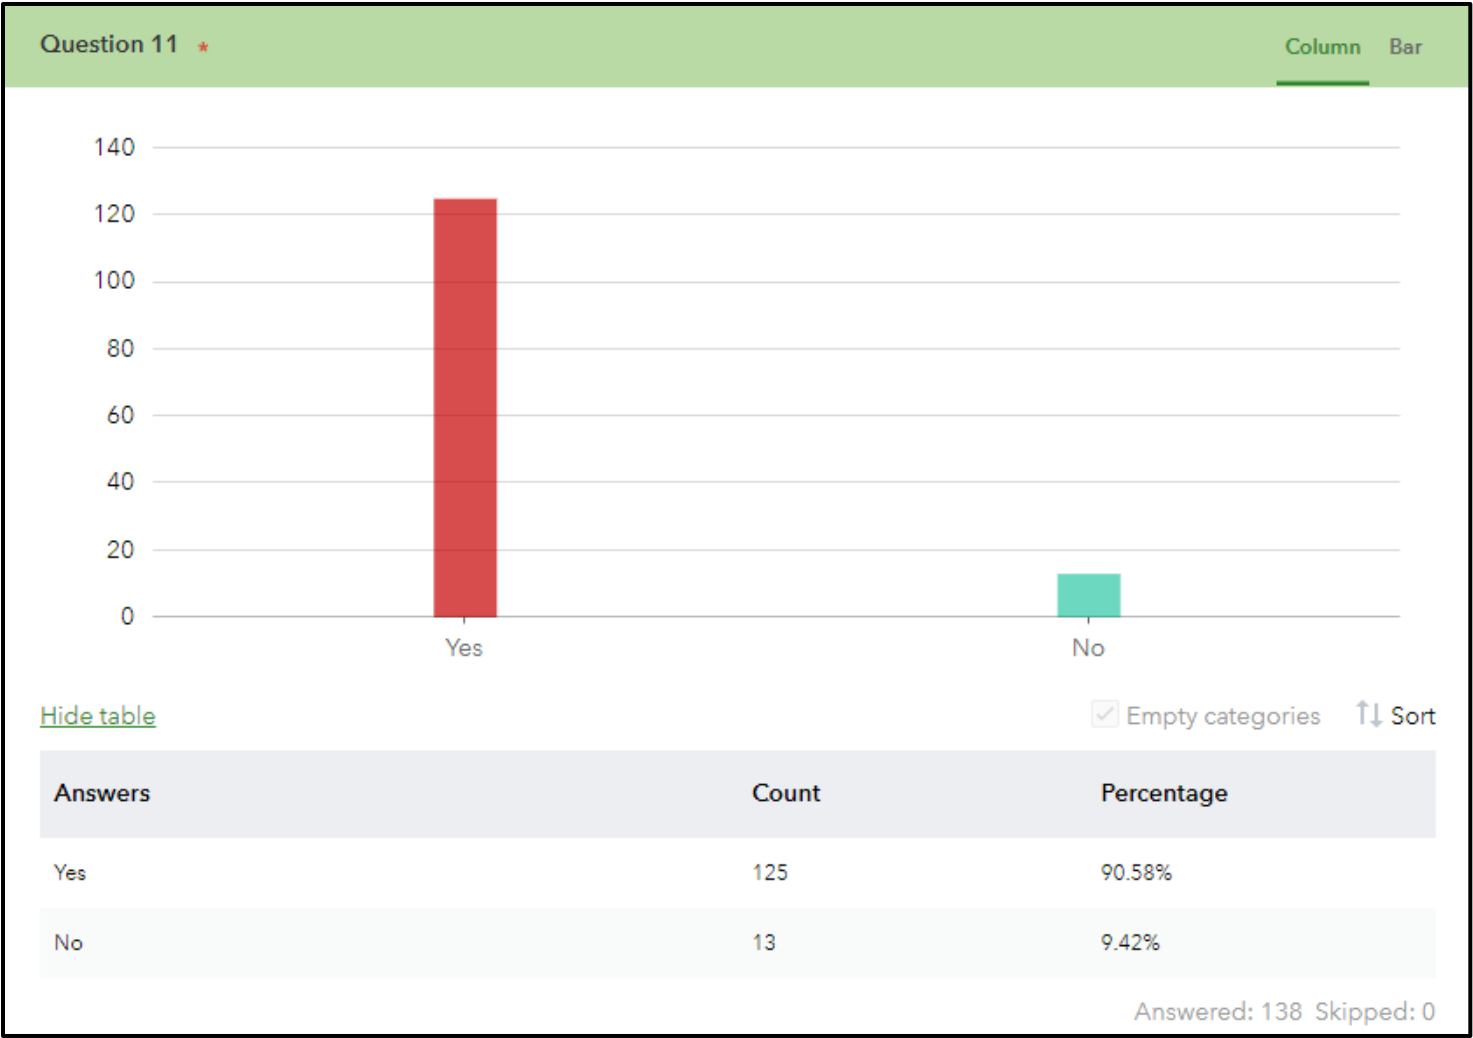 Question 11 *
Column Bar
140
120
100
80
60
40
20
0
Yes No
Hide table
Empty categories Sort
Answers Count Percentage
Yes 125 90.58%
No 13 9.42%
Answered: 138 Skipped: 0